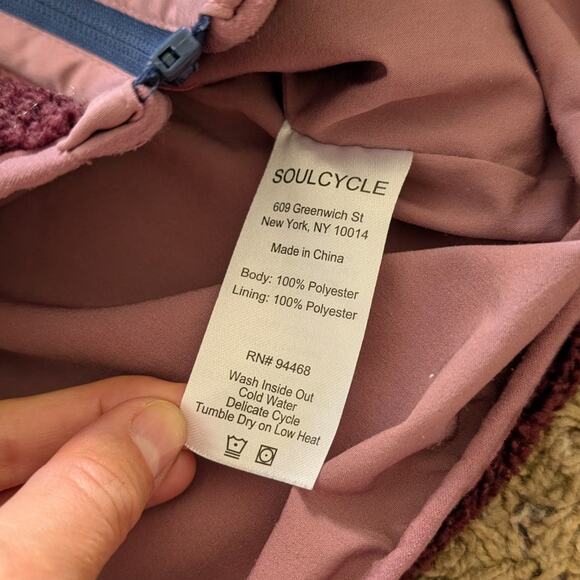 SOULCYCLE
609 Greenwich St
New York, NY 10014
Made in China
Body: 100% Polyester
Lining: 100% Polyester
RN# 94468
Wash Inside Out
Cold Water
Delicate Cycle
Tumble Dry on Low Heat